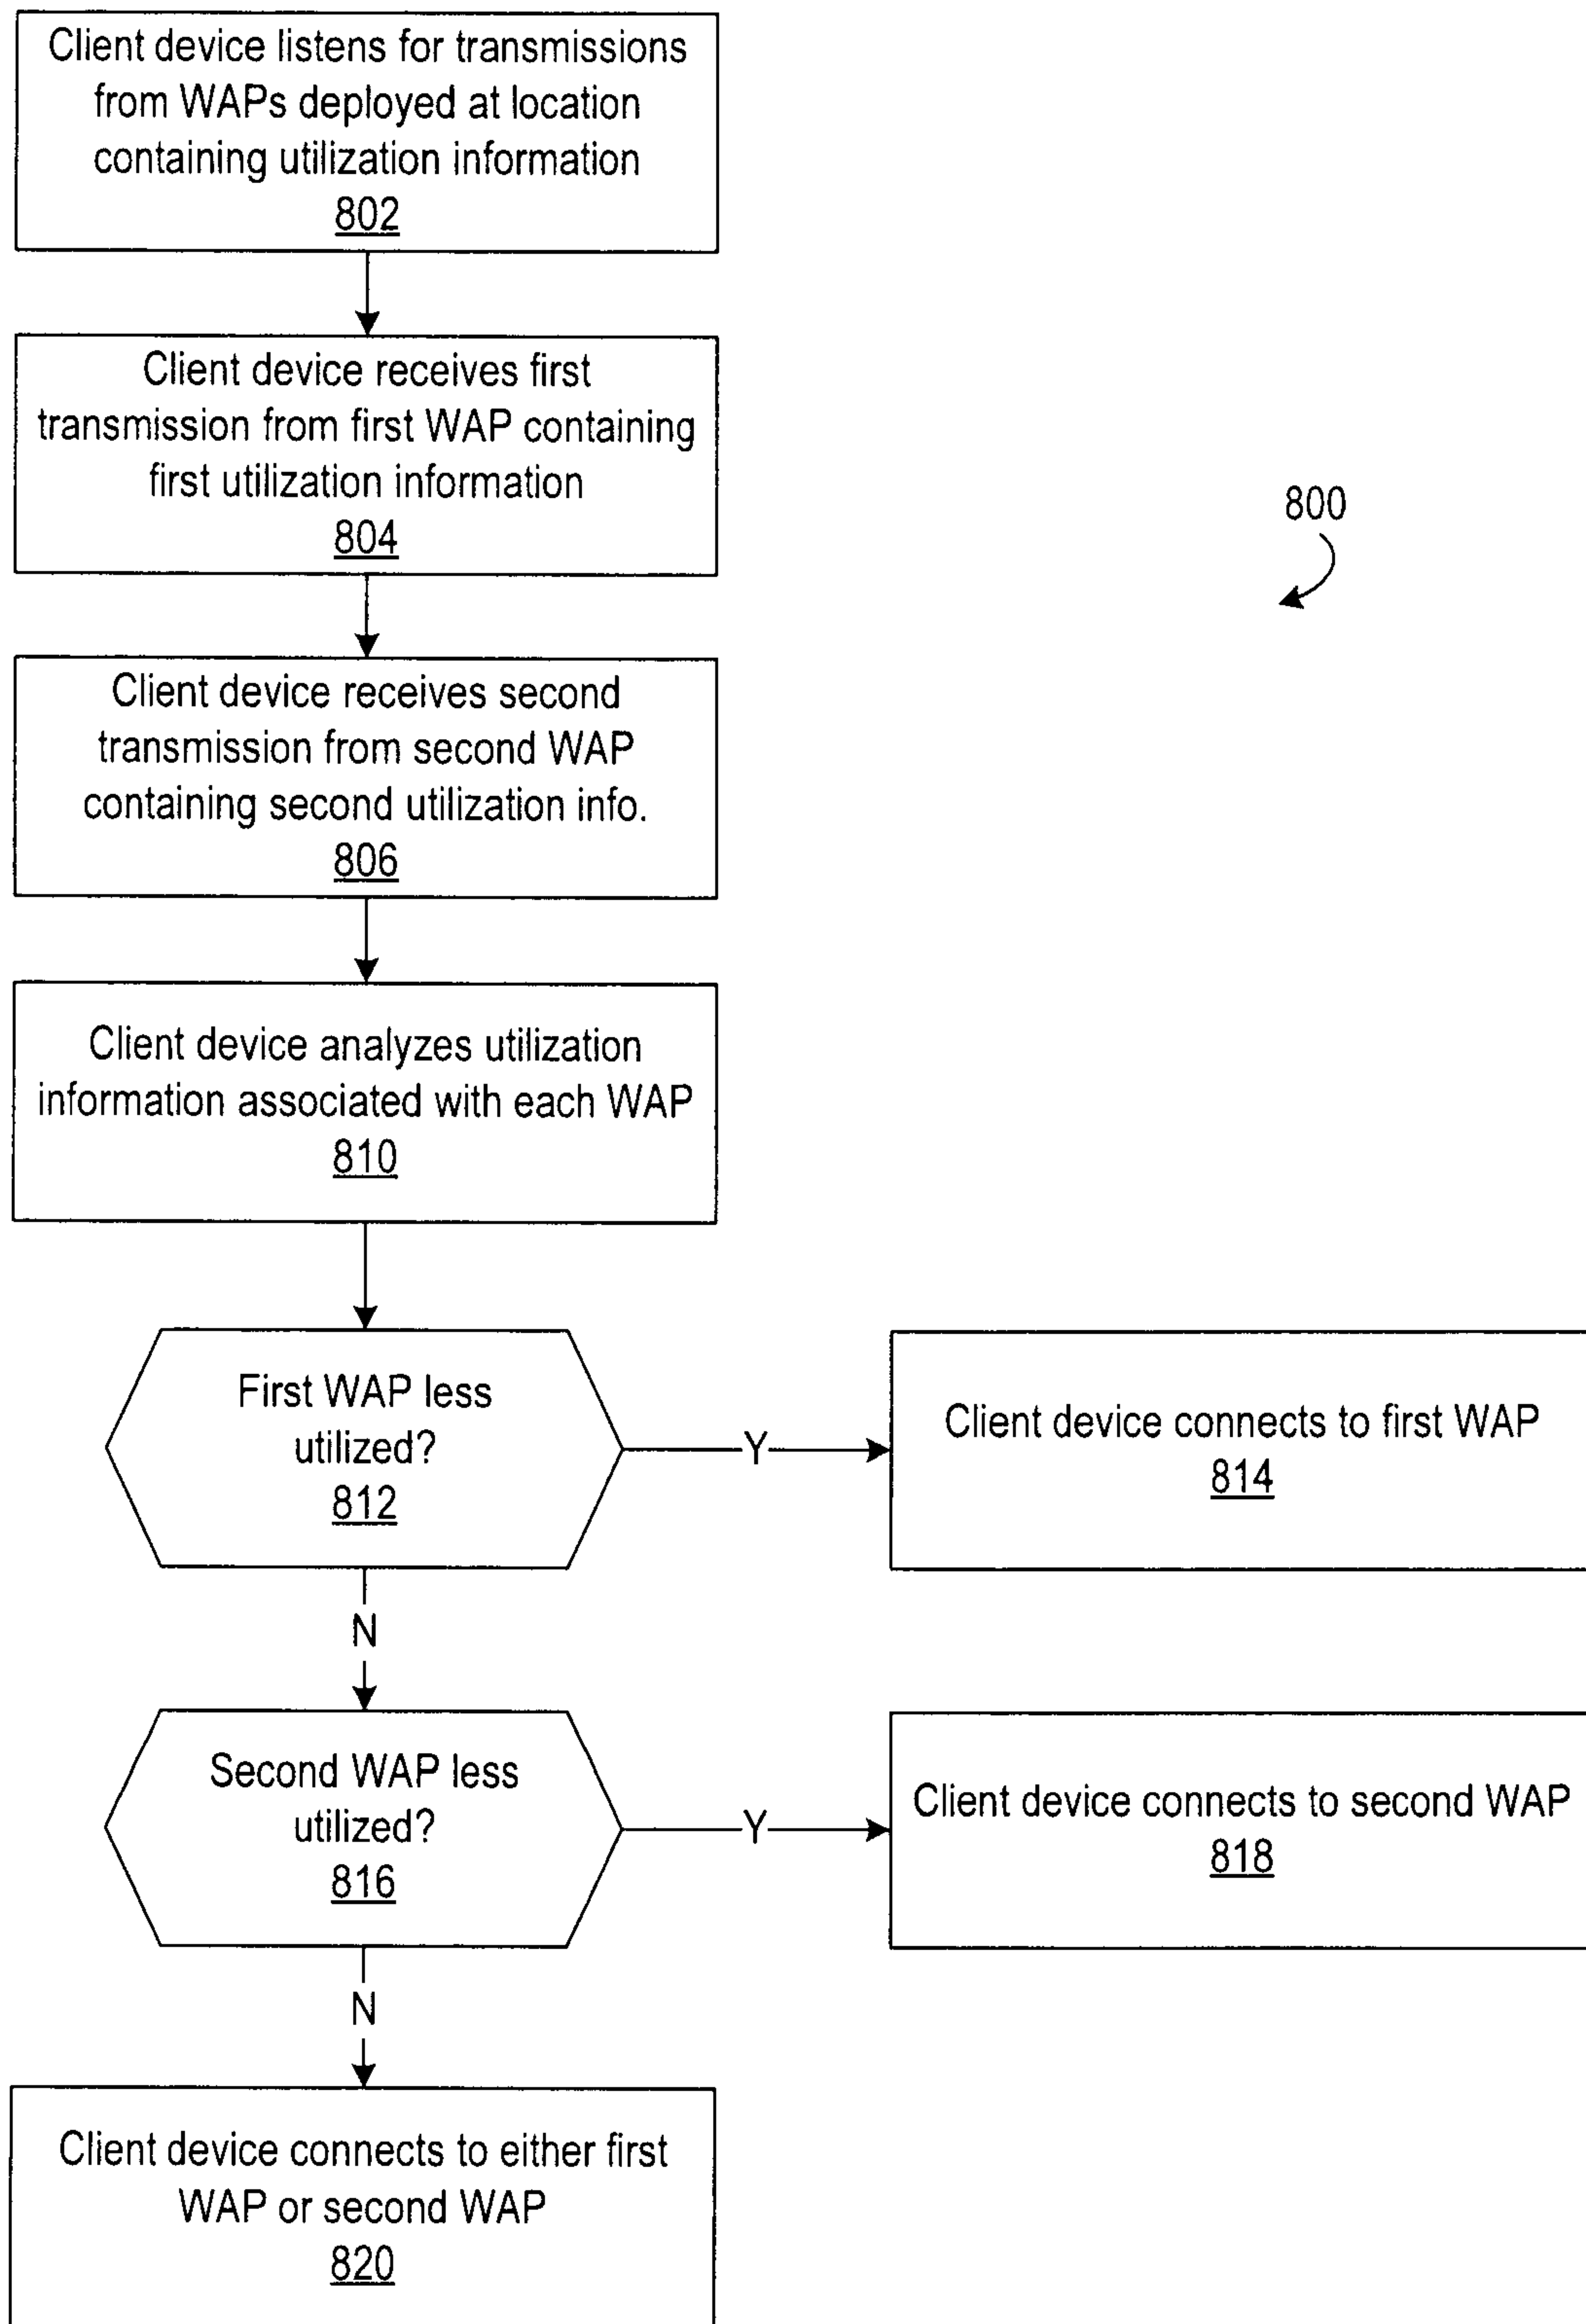 Client device listens for transmissions
from WAPs deployed at location
containing utilization information
802
Client device receives first
transmission from first WAP containing
first utilization information
804
800
Client device receives second
transmission from second WAP
containing second utilization info.
806
Client device analyzes utilization
information associated with each WAP
810
First WAP less
utilized?
812
Y
Client device connects to first WAP
814
N
Second WAP less
utilized?
816
Y
Client device connects to second WAP
818
N
Client device connects to either first
WAP or second WAP
820